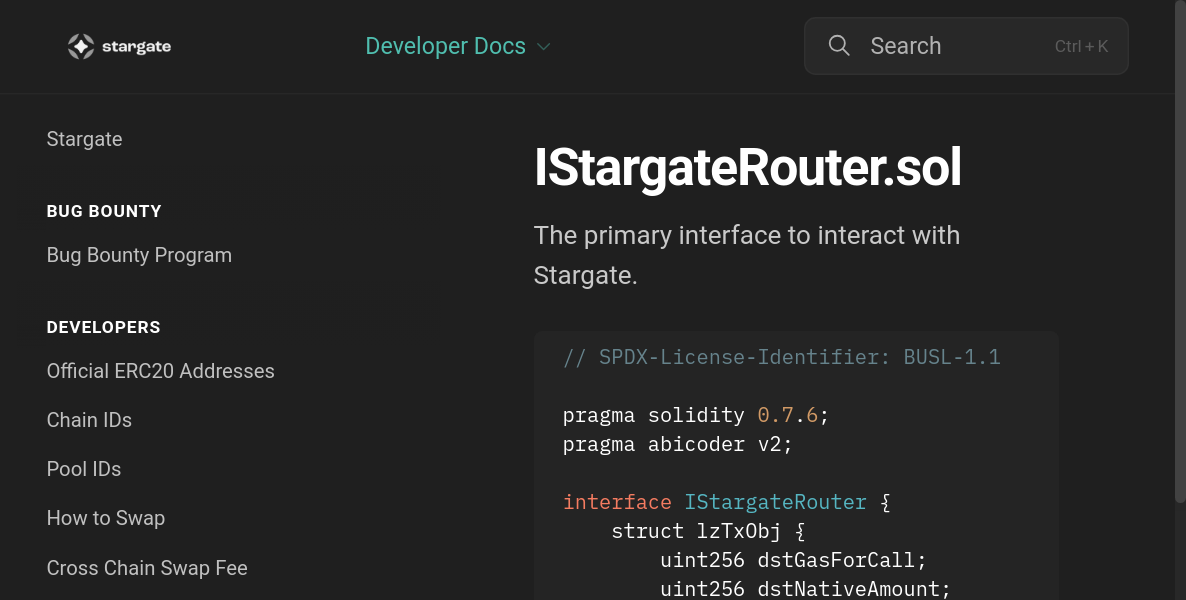 stargate
Developer Docs
Search
Ctrl + K
Stargate
BUG BOUNTY
Bug Bounty Program
DEVELOPERS
Official ERC20 Addresses
Chain IDs
Pool IDs
How to Swap
Cross Chain Swap Fee
IStargateRouter.sol
The primary interface to interact with
Stargate.
// SPDX-License-Identifier: BUSL-1.1
pragma solidity 0.7.6;
pragma abicoder v2;
interface IStargateRouter {
struct lzTxObj {
uint256 dstGasForCall;
uint256 dstNativeAmount;